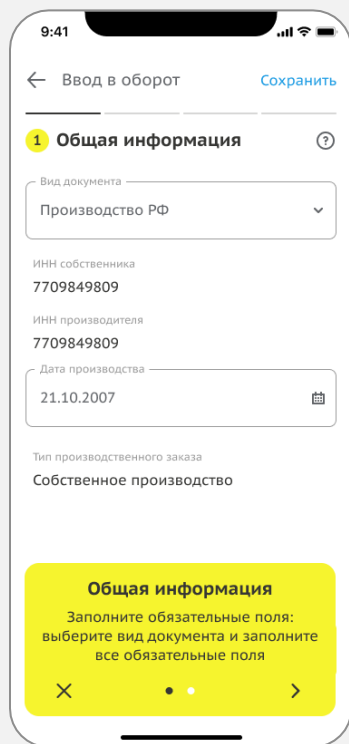 9:41
Ввод в оборот
Сохранить
1 Общая информация ?
Вид документа
Производство РФ
ИНН собственника
7709849809
ИНН производителя
7709849809
Дата производства
21.10.2007
Тип производственного заказа
Собственное производство
Общая информация
Заполните обязательные поля:
выберите вид документа и заполните
все обязательные поля